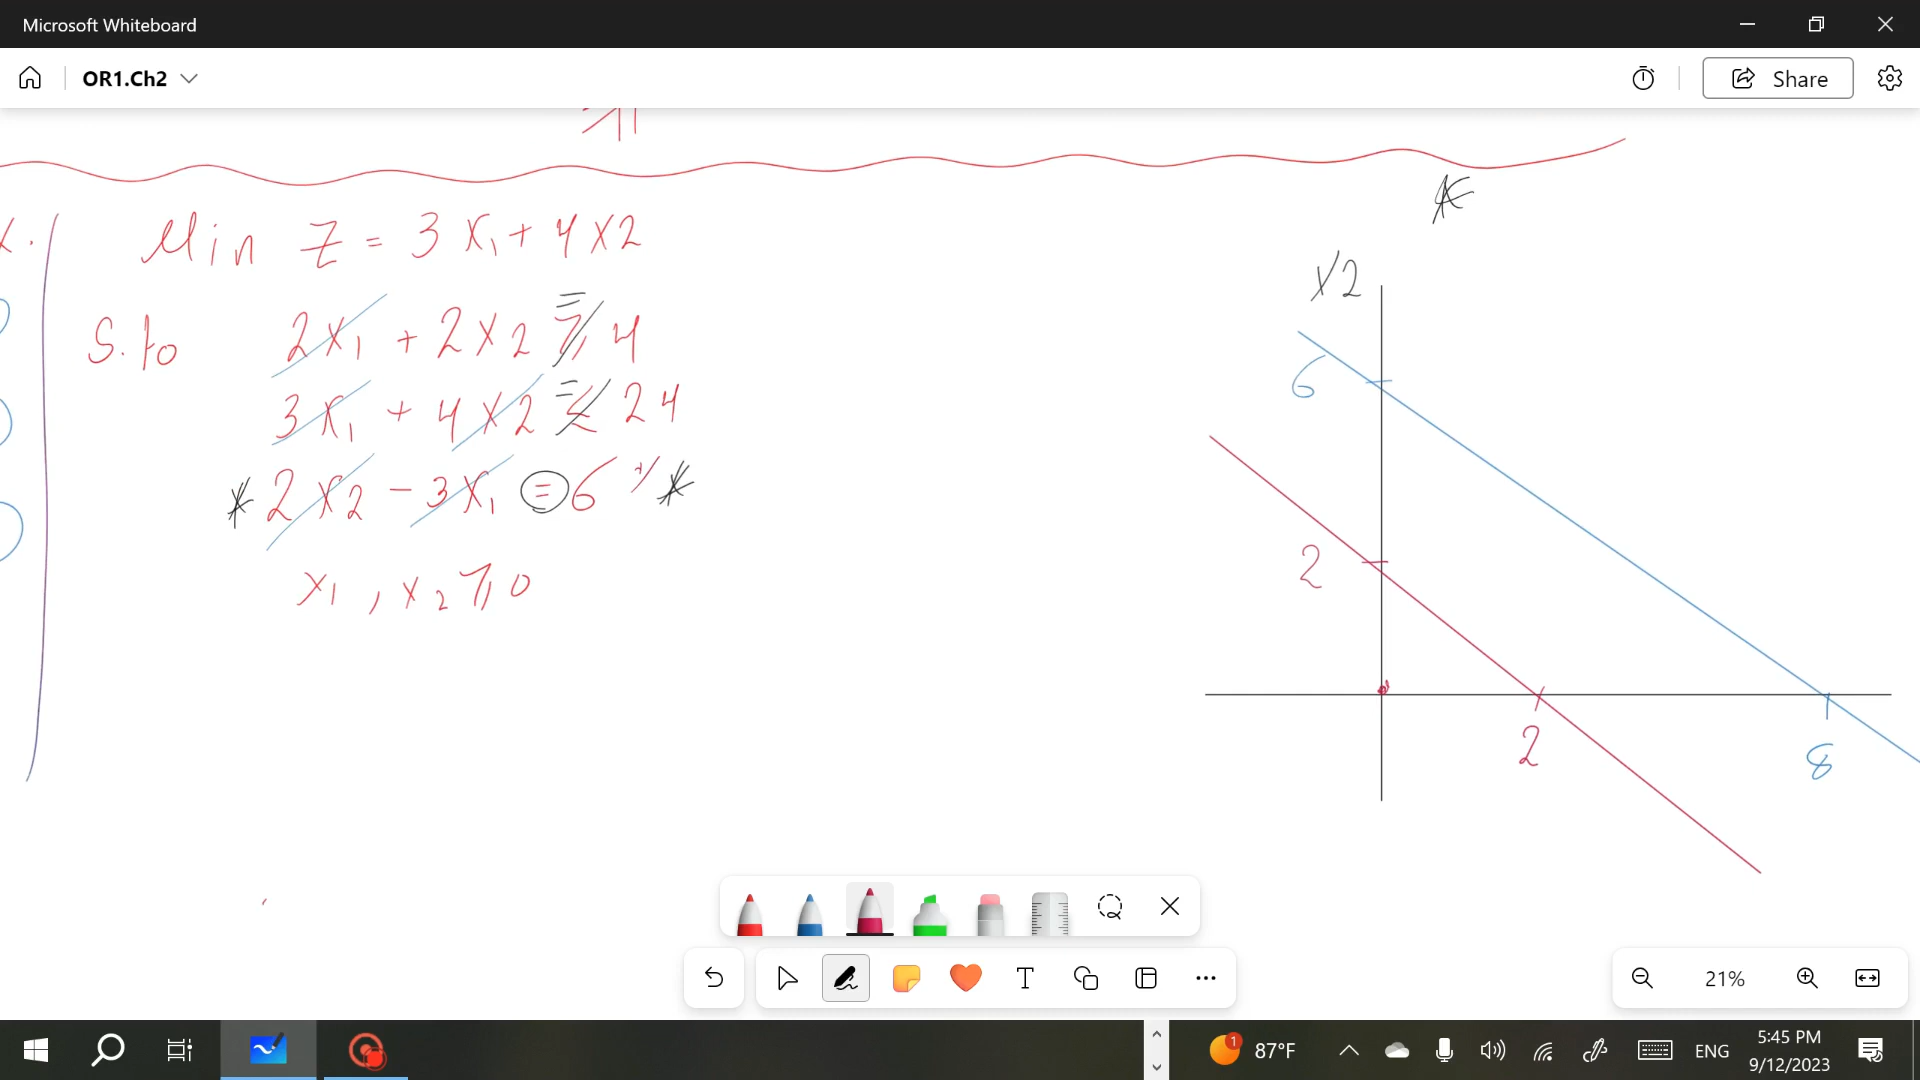 Microsoft Whiteboard
OR1.Ch2
Share
Min Z = 3x₁ + 4x2
S.to 2x₁ + 2x2 ≥ 4
=
3x₁ + 4x2 ≤ 24
=
* 2x2 - 3x₁ = 6 *
x₁, x₂ ≥ 0
x2
6
2
2
8
21%
1
87°F
ENG
5:45 PM
9/12/2023